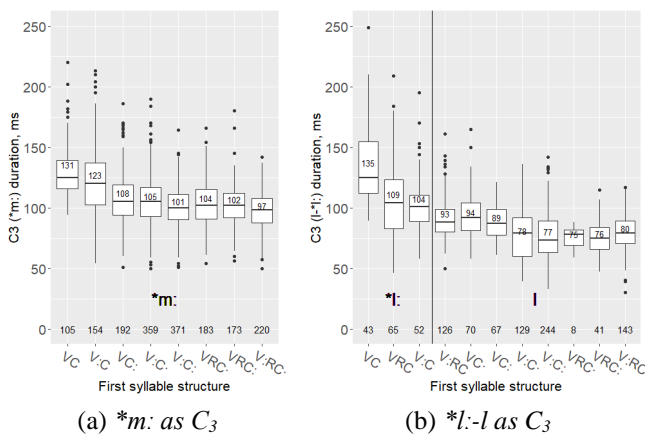 250
200
150
100
50
0
C3 (*m:) duration, ms
131
123
108
105
101
104
102
97
*m:
105 154 192 359 371 183 173 220
VC V:C VC: V:C: V:C: VRC: VRC: V:RC:
First syllable structure
(a) *m: as C3
250
200
150
100
50
0
C3 (l-*l:) duration, ms
135
109
104
93
94
89
78
77
75
76
80
*l: l
43 65 52 126 70 67 129 244 8 41 143
VC VRC V:C V:RC VC: VC: V:C: V:C: VRC: VRC: V:RC:
First syllable structure
(b) *l:-l as C3